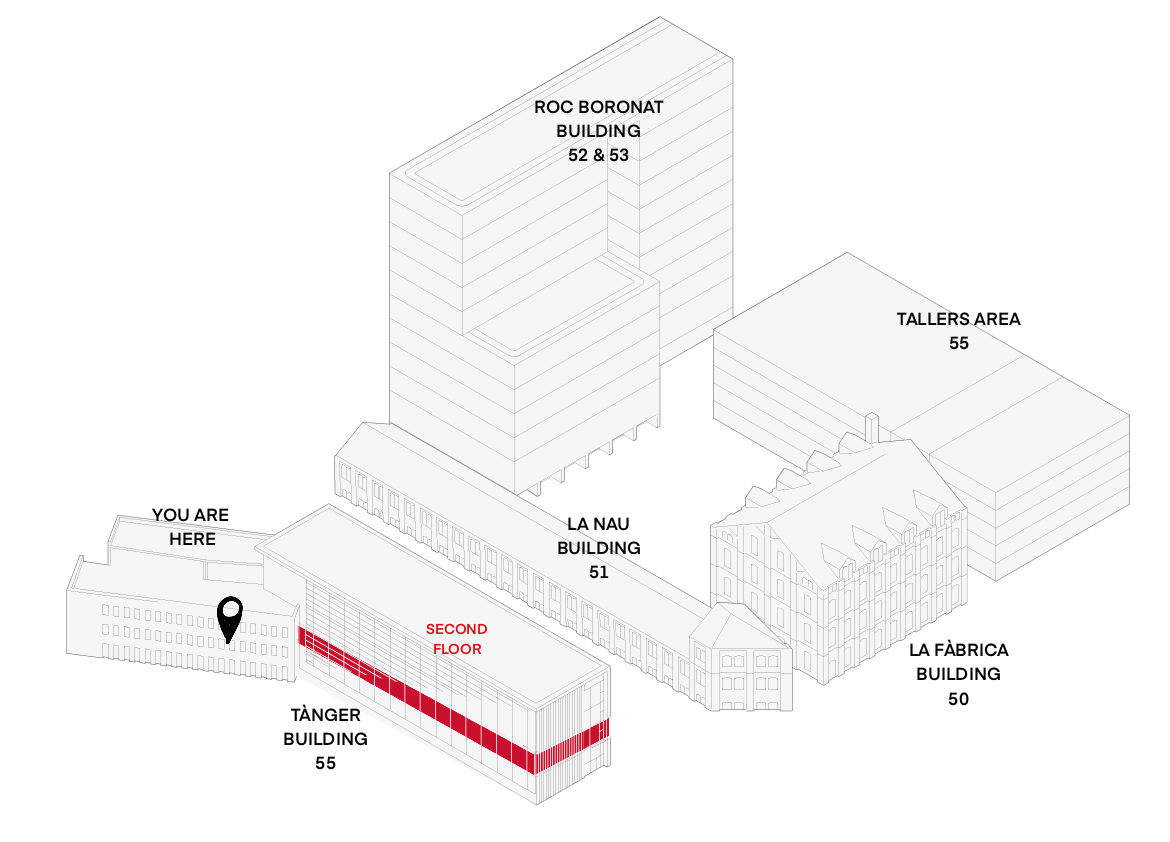 ROC BORONAT
BUILDING
52 & 53
TALLERS AREA
55
YOU ARE
HERE
LA NAU
BUILDING
51
SECOND
FLOOR
LA FÀBRICA
BUILDING
50
TÀNGER
BUILDING
55